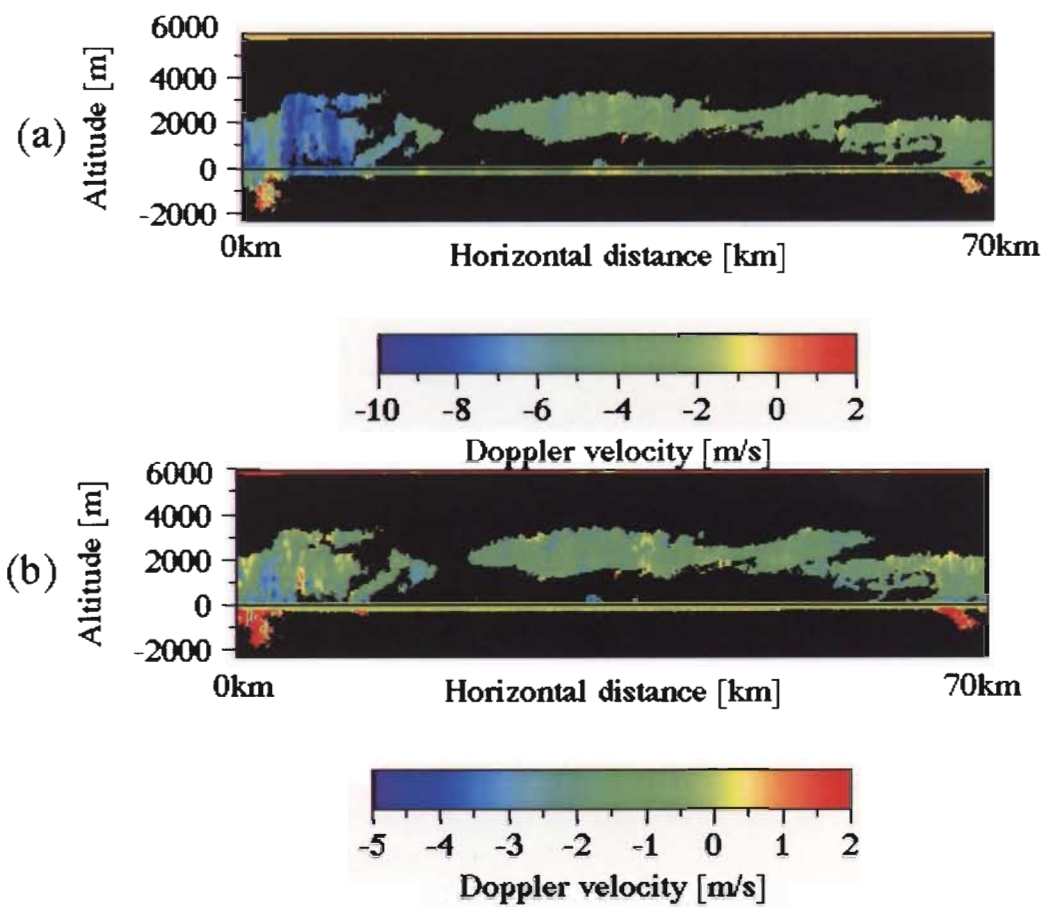 (a)
Altitude [m]
6000
4000
2000
0
-2000
0km
Horizontal distance [km]
70km
-10 -8 -6 -4 -2 0 2
Doppler velocity [m/s]
(b)
Altitude [m]
6000
4000
2000
0
-2000
0km
Horizontal distance [km]
70km
-5 -4 -3 -2 -1 0 1 2
Doppler velocity [m/s]